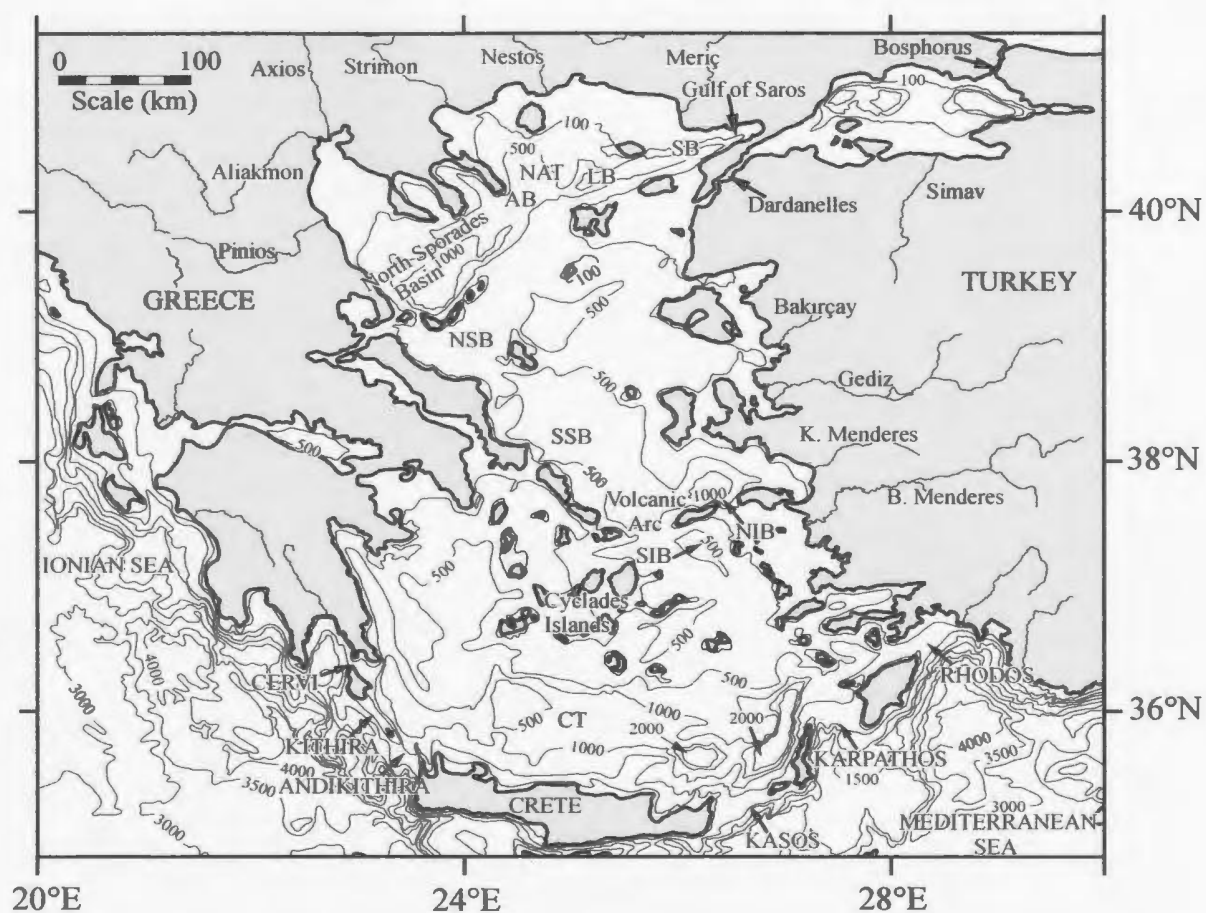 0 100
Scale (km)
Axios
Strimon
Nestos
Meriç
Bosphorus
Gulf of Saros
100
100
500
NAT
LB
SB
AB
Aliakmon
Dardanelles
Simav
40°N
Pinios
North-Sporades
Basin
1000
GREECE
TURKEY
100
500
Bakırçay
NSB
500
Gediz
SSB
K. Menderes
500
500
38°N
B. Menderes
Volcanic
Arc
1000
NIB
SIB
500
IONIAN SEA
500
Cyclades
Islands
500
4000
3000
CERVI
500
RHODOS
36°N
500
CT
1000
2000
2000
KITHIRA
1000
KARPATHOS
4000
3500
4000
3500
ANDIKITHIRA
1500
3000
CRETE
3000
KASOS
MEDITERRANEAN
SEA
20°E
24°E
28°E